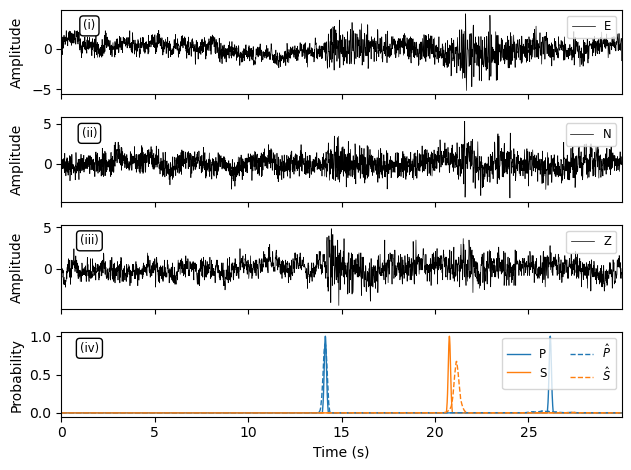 (i)
E
0
−5
Amplitude
(ii)
N
5
0
Amplitude
(iii)
Z
5
0
Amplitude
(iv)
P
S
P̂
Ŝ
1.0
0.5
0.0
Probability
0 5 10 15 20 25
Time (s)